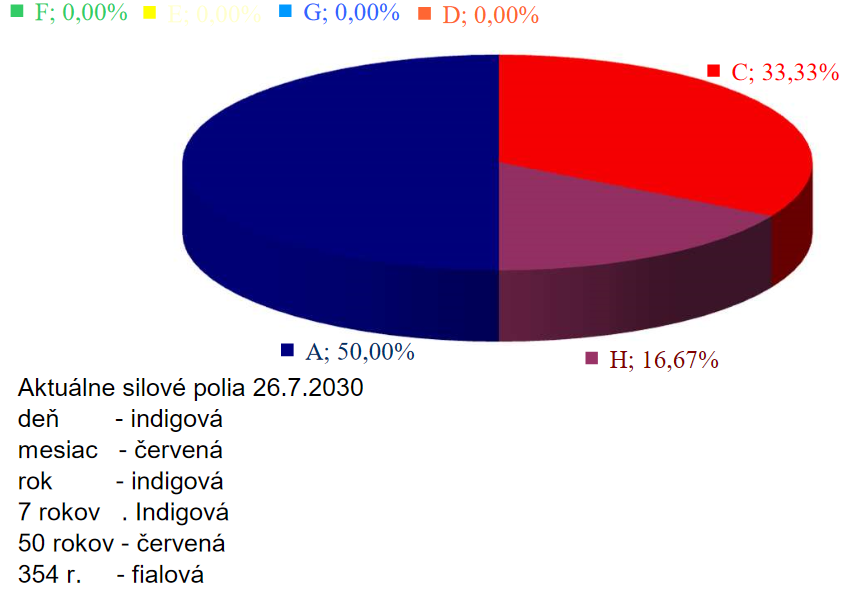 F; 0,00% E; 0,00% G; 0,00% D; 0,00%
C; 33,33%
A; 50,00%
H; 16,67%
Aktuálne silové polia 26.7.2030
deň - indigová
mesiac - červená
rok - indigová
7 rokov . Indigová
50 rokov - červená
354 r. - fialová